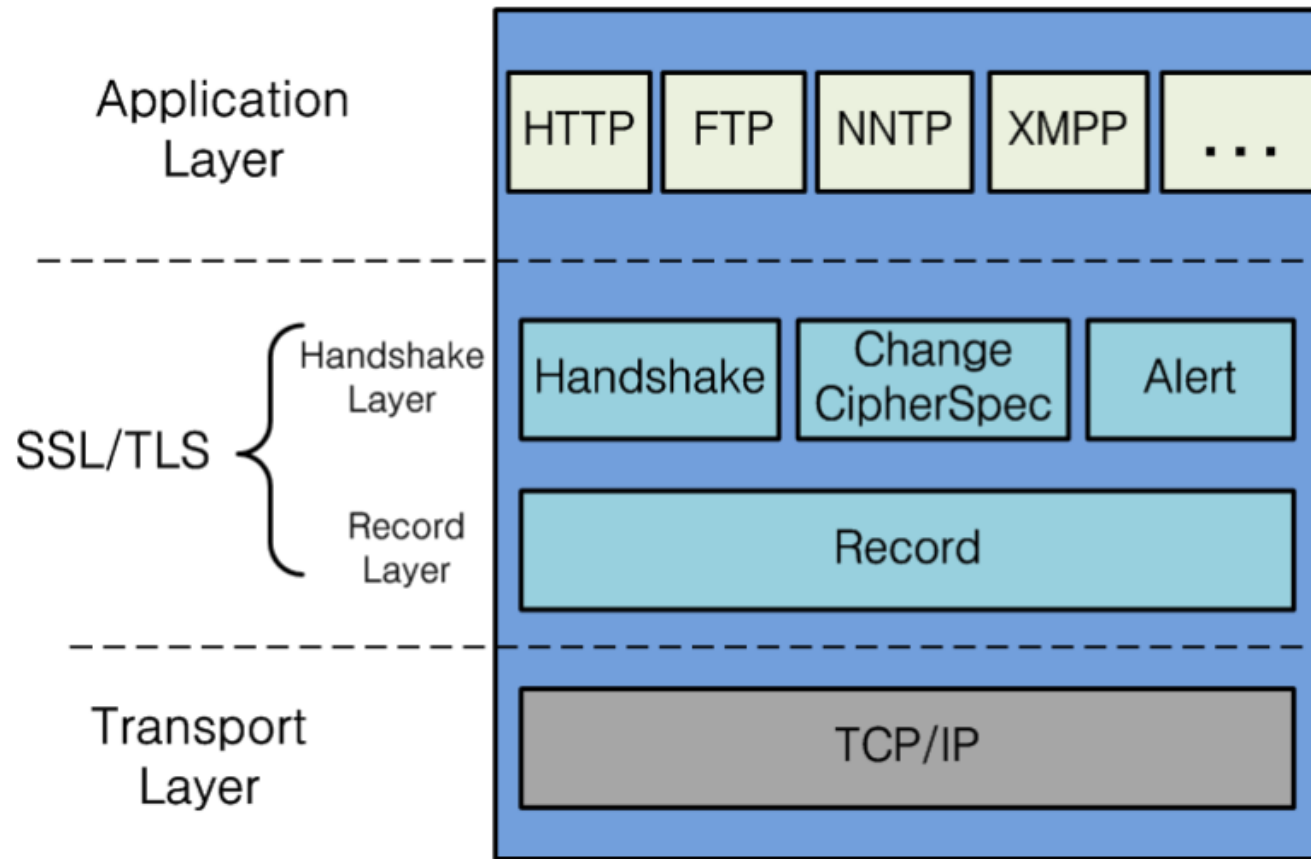 Application
Layer
HTTP
FTP
NNTP
XMPP
...
SSL/TLS
Handshake
Layer
Handshake
Change
CipherSpec
Alert
Record
Layer
Record
Transport
Layer
TCP/IP